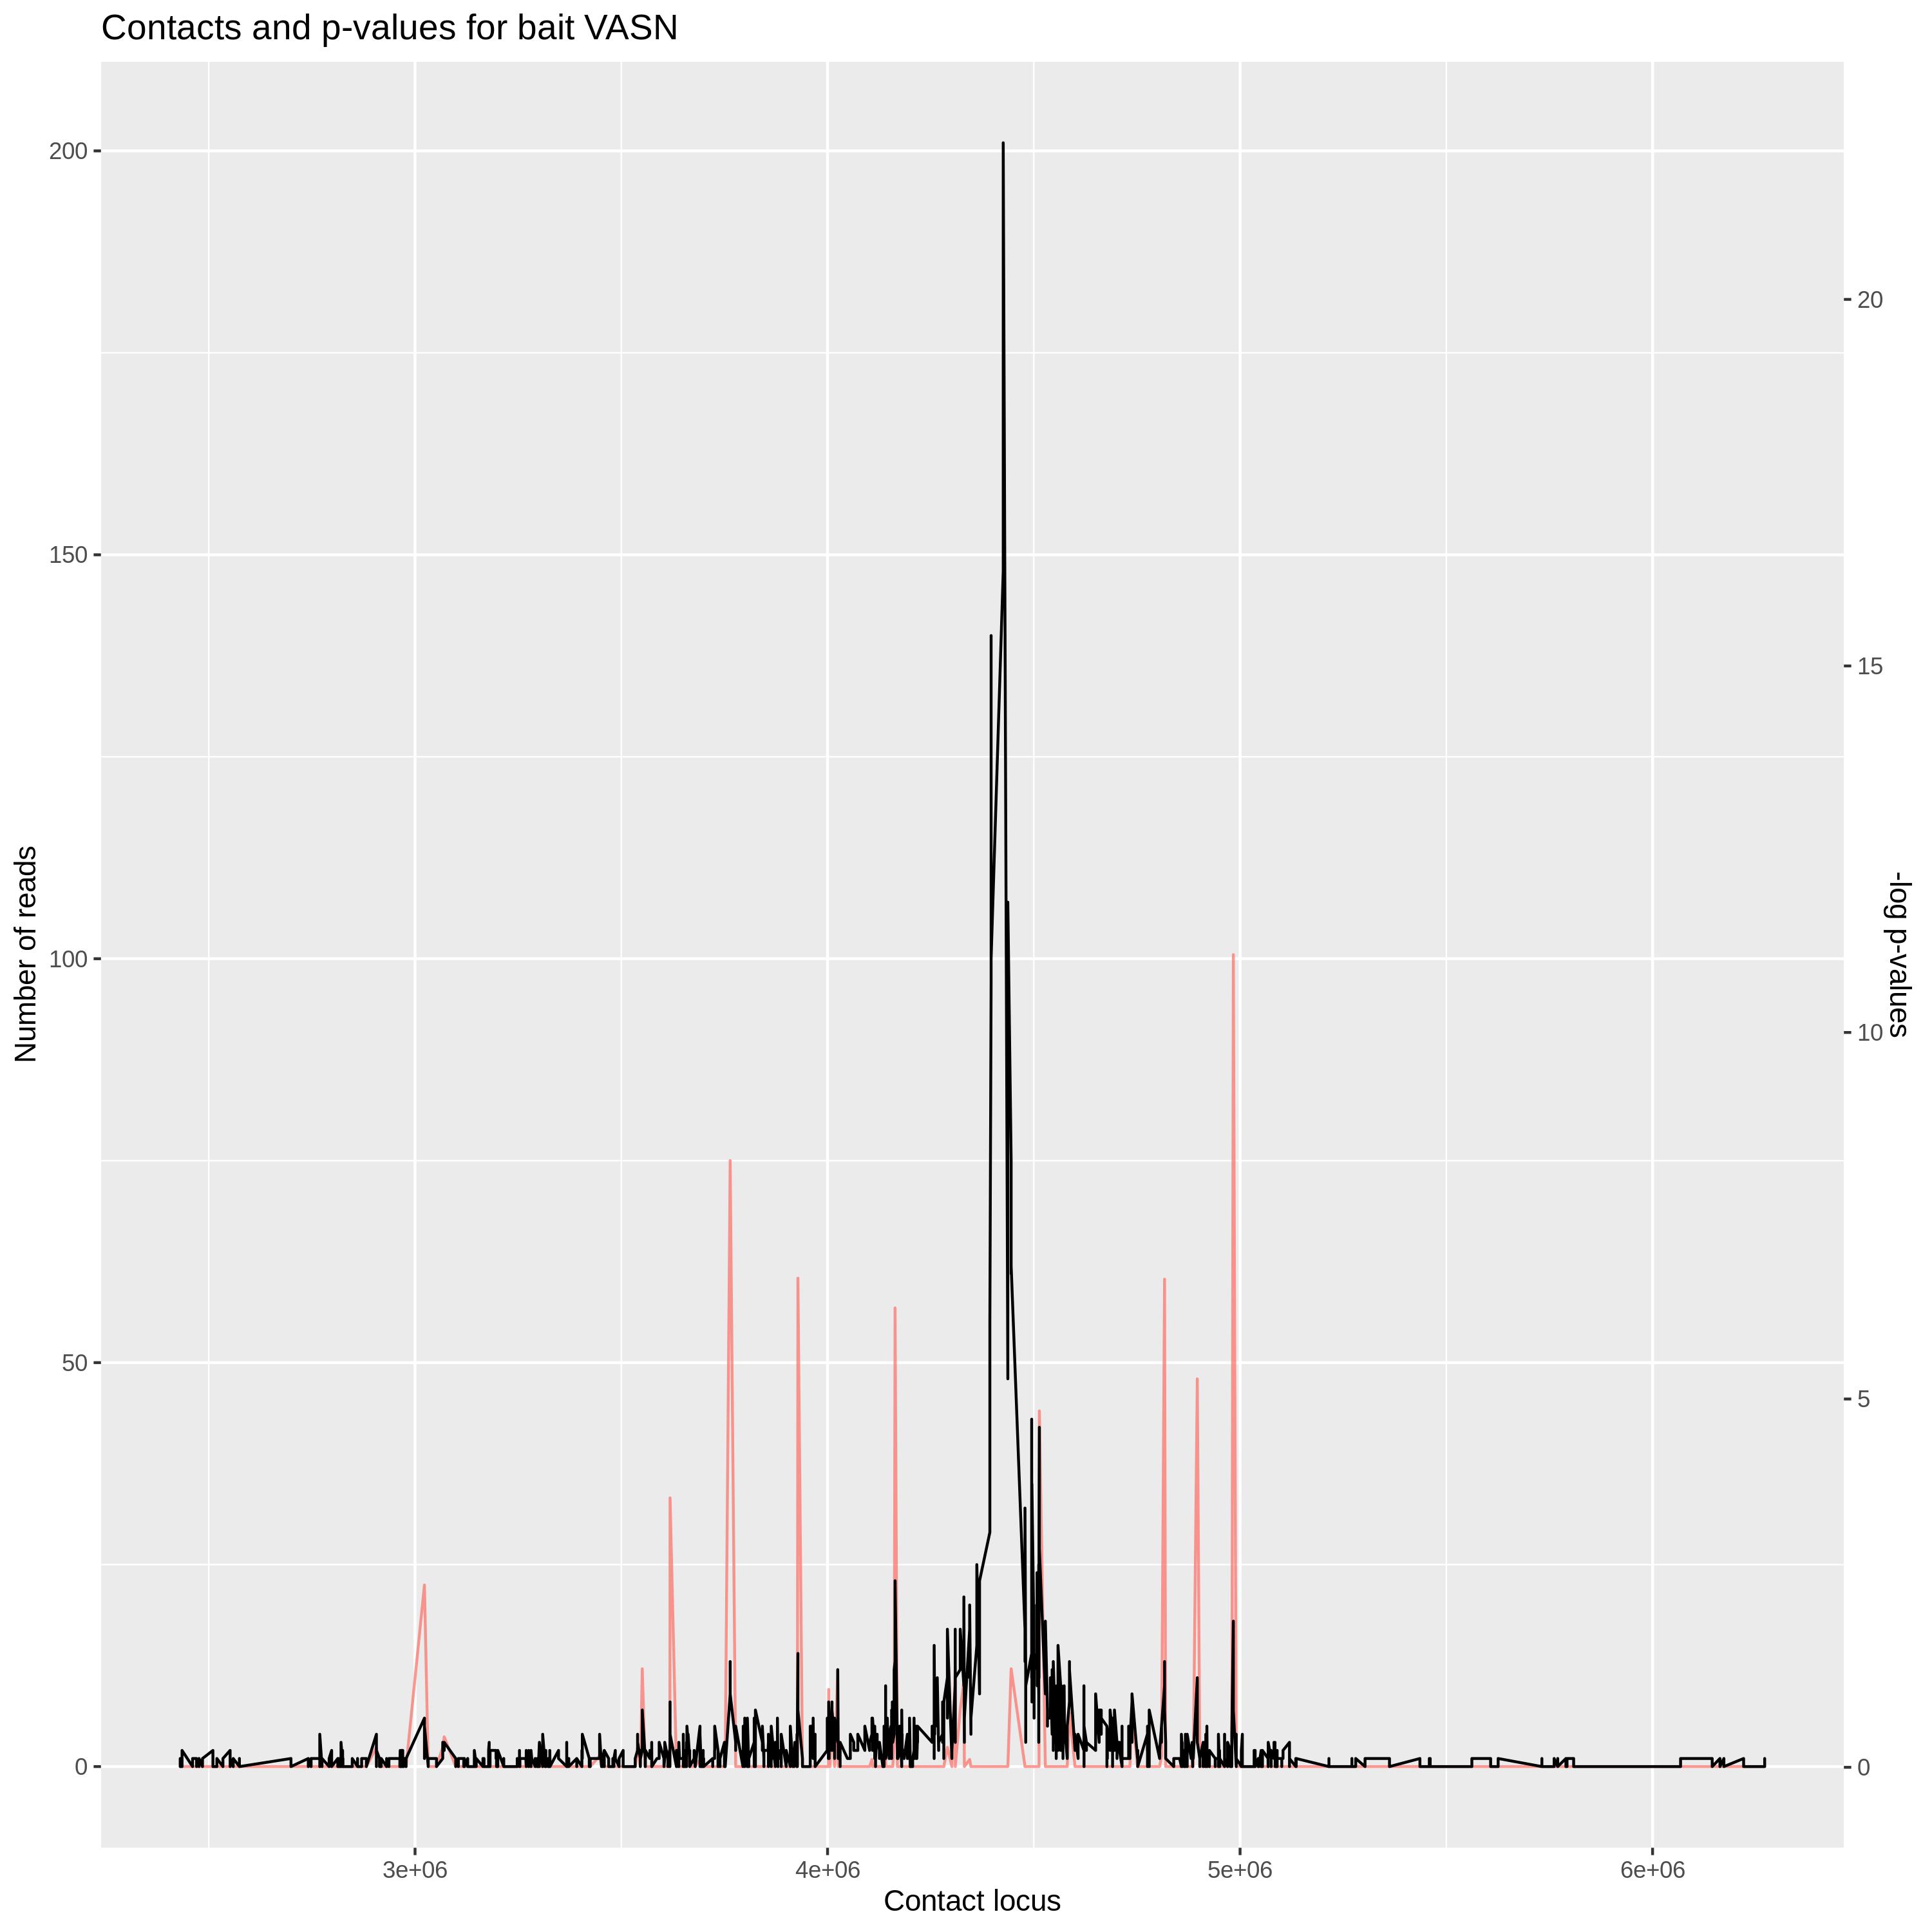 Contacts and p-values for bait VASN
200
150
100
50
0
Number of reads
20
15
10
5
0
-log p-values
3e+06
4e+06
5e+06
6e+06
Contact locus